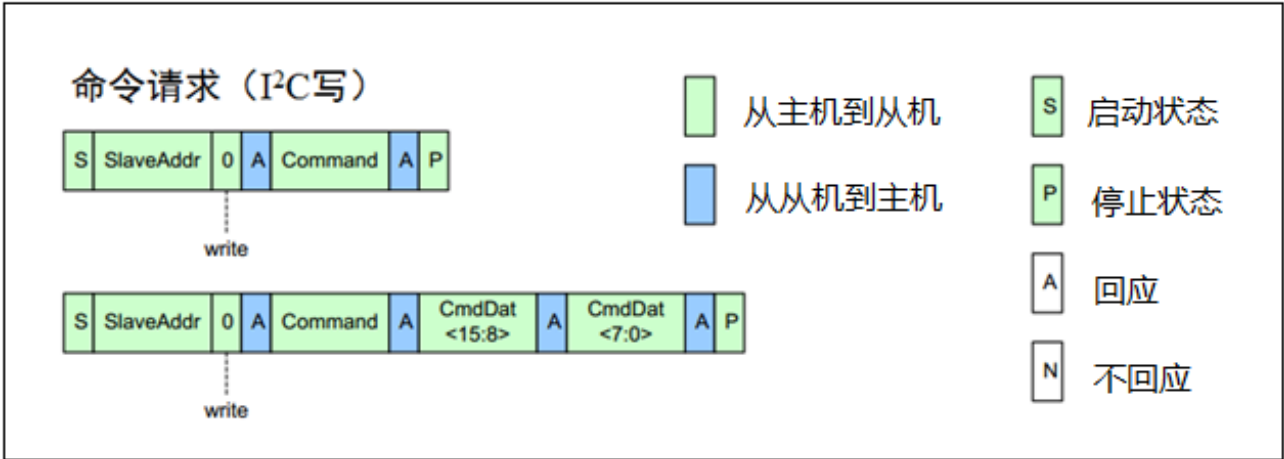 命令请求（I²C写）
S SlaveAddr 0 A Command A P
write
S SlaveAddr 0 A Command A CmdDat <15:8> A CmdDat <7:0> A P
write
从主机到从机
从从机到主机
S 启动状态
P 停止状态
A 回应
N 不回应